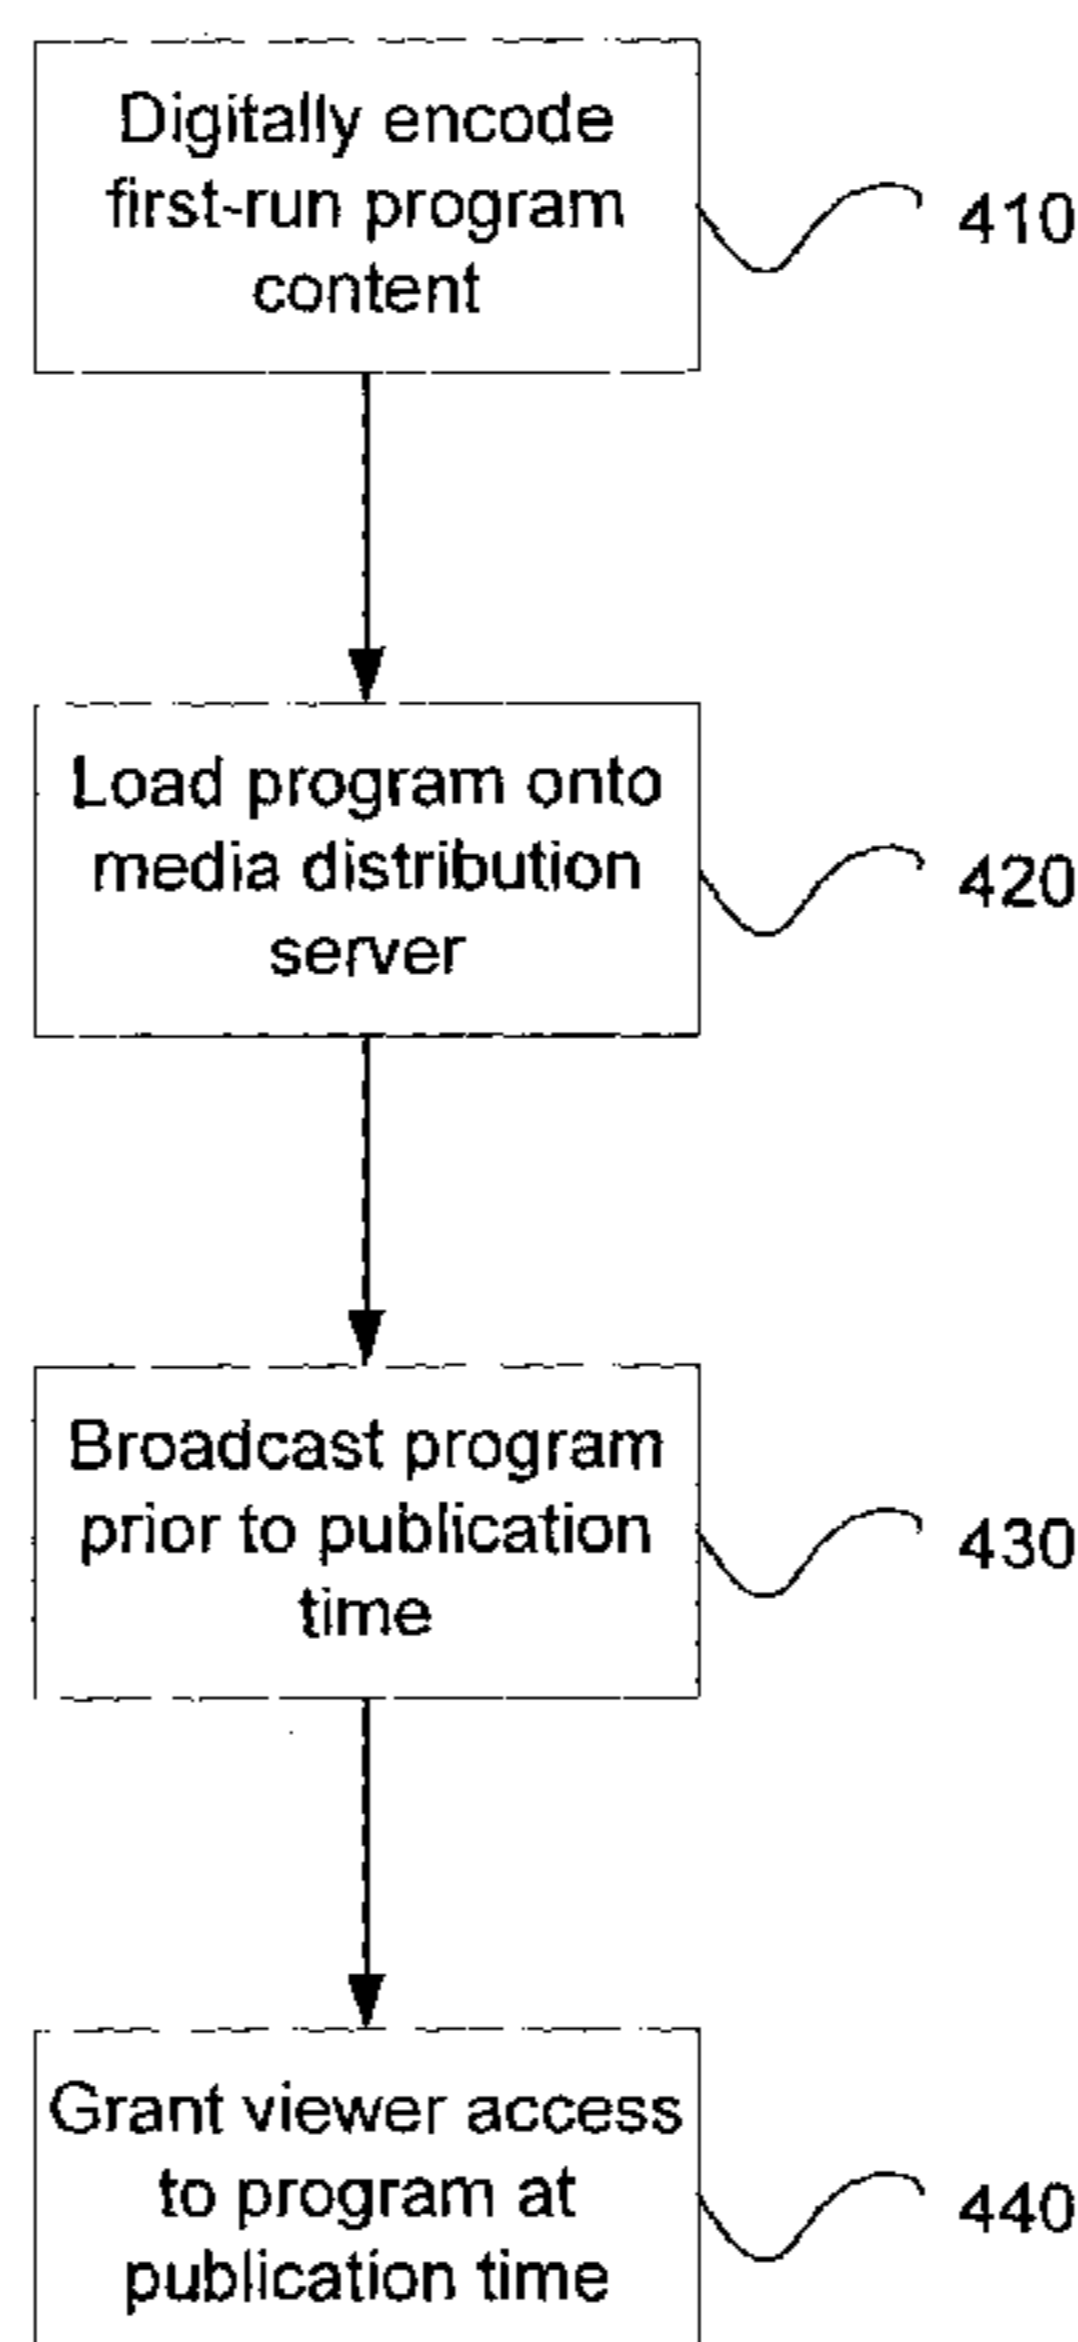 Digitally encode
first-run program
content
410
Load program onto
media distribution
server
420
Broadcast program
prior to publication
time
430
Grant viewer access
to program at
publication time
440